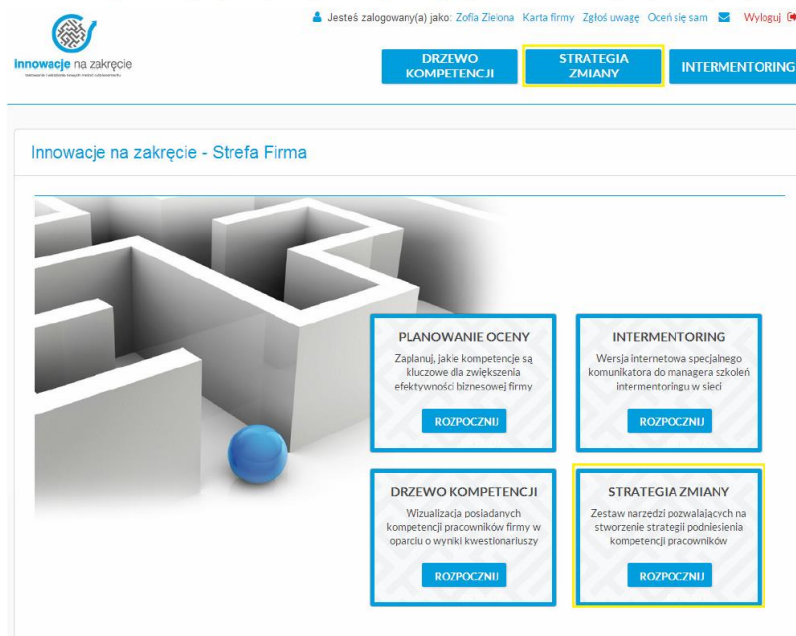 Jesteś zalogowany(a) jako: Zofia Zielona Karta firmy Zgłoś uwagę Oceń się sam Wyloguj
Innowacje na zakręcie
DRZEWO
KOMPETENCJI
STRATEGIA
ZMIANY
INTERMENTORING
Innowacje na zakręcie - Strefa Firma
PLANOWANIE OCENY
Zaplanuj, jakie kompetencje są
kluczowe dla zwiększenia
efektywności biznesowej firmy
ROZPOCZNIJ
INTERMENTORING
Wersja internetowa specjalnego
komunikatora do managera szkoleń
intermentoringu w sieci
ROZPOCZNIJ
DRZEWO KOMPETENCJI
Wizualizacja posiadanych
kompetencji pracowników firmy w
oparciu o wyniki kwestionariuszy
ROZPOCZNIJ
STRATEGIA ZMIANY
Zestaw narzędzi pozwalających na
stworzenie strategii podniesienia
kompetencji pracowników
ROZPOCZNIJ